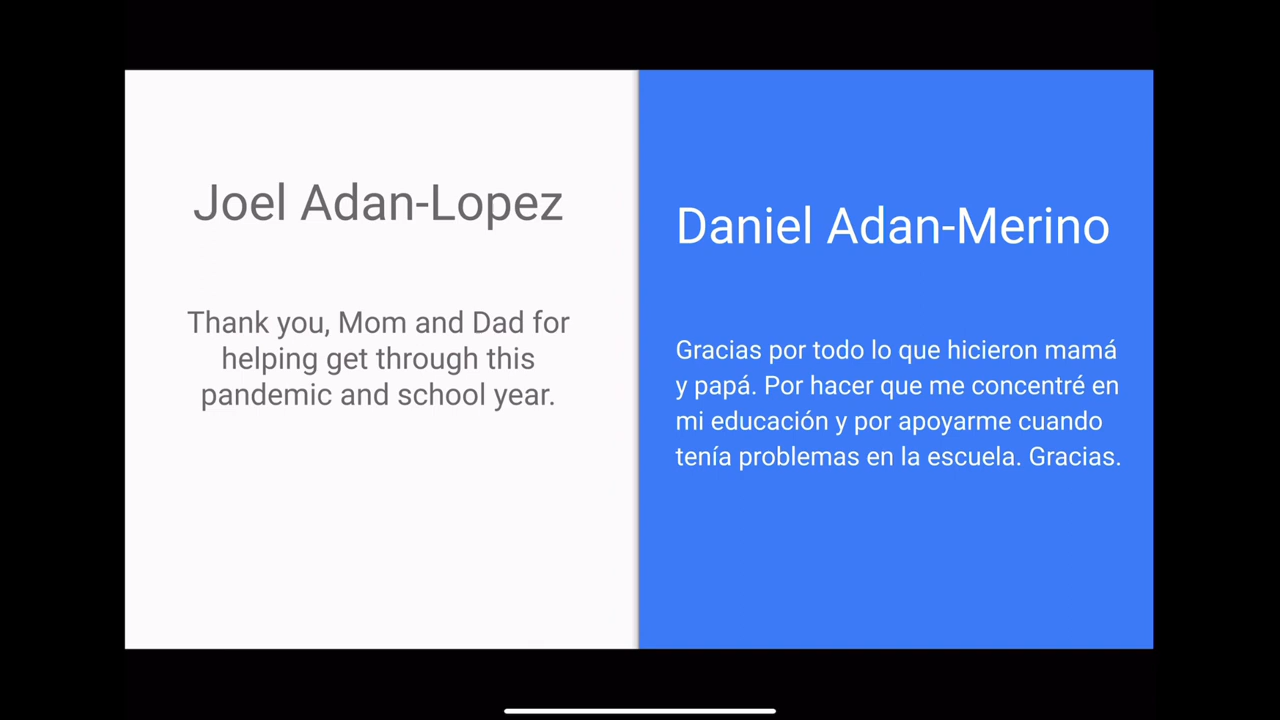 Joel Adan-Lopez
Thank you, Mom and Dad for
helping get through this
pandemic and school year.
Daniel Adan-Merino
Gracias por todo lo que hicieron mamá
y papá. Por hacer que me concentré en
mi educación y por apoyarme cuando
tenía problemas en la escuela. Gracias.